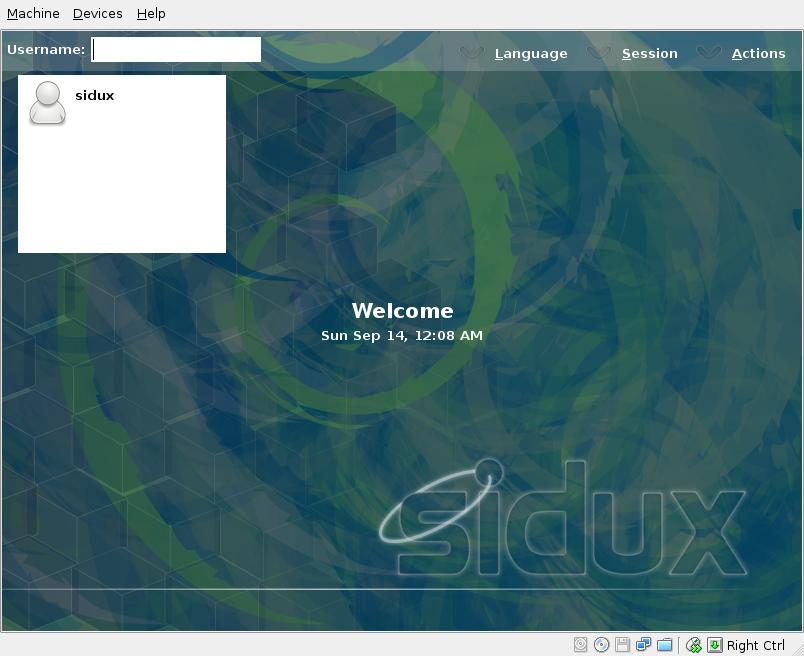 Machine Devices Help
Username: Language Session Actions
sidux
Welcome
Sun Sep 14, 12:08 AM
sidux
Right Ctrl